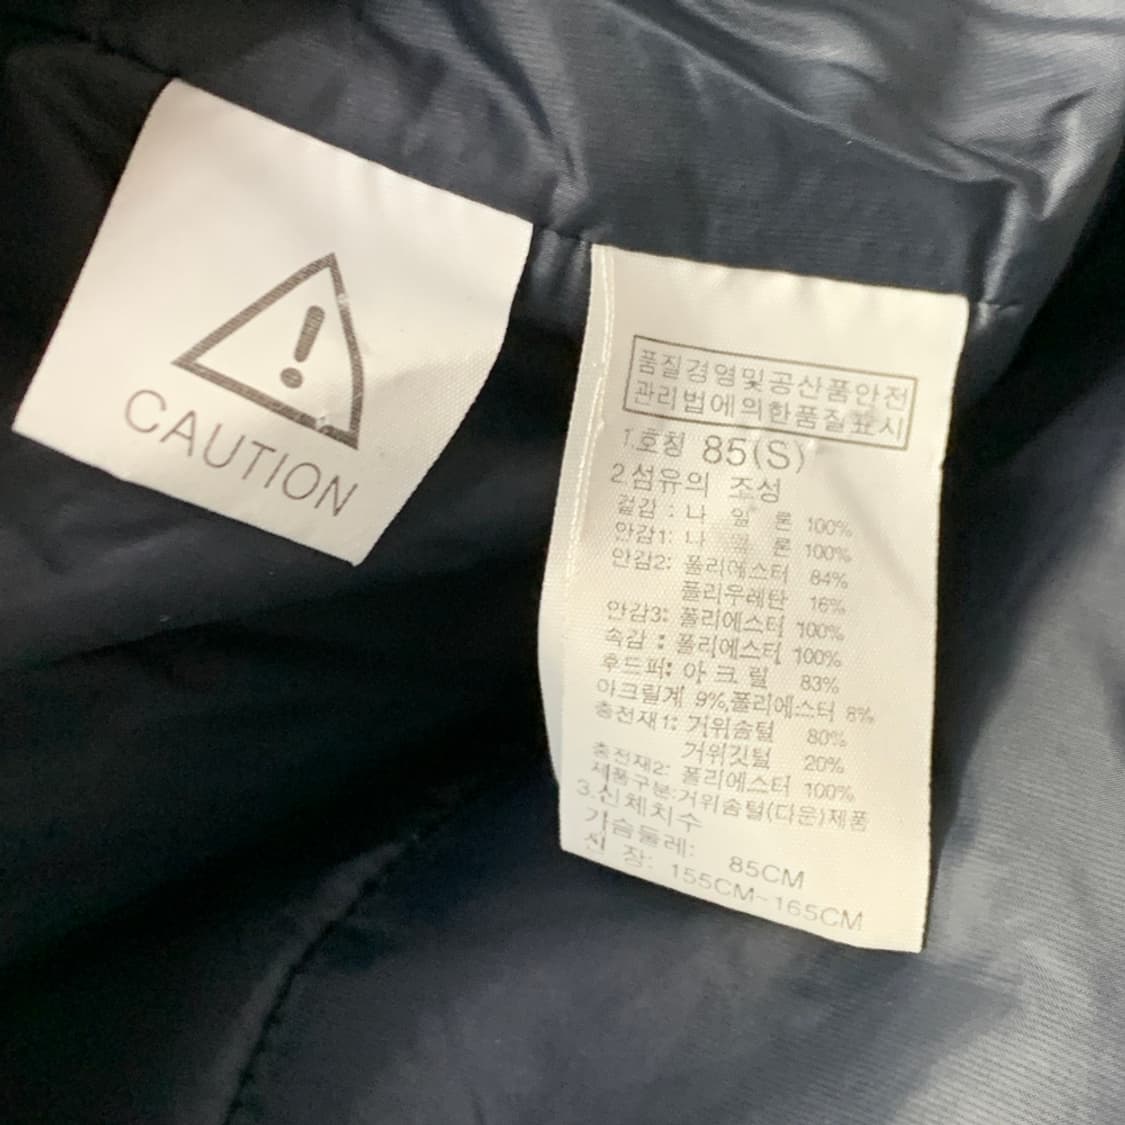 CAUTION
품질경영및공산품안전
관리법에의한품질표시
1.호칭 85(S)
2.섬유의 조성
겉감 : 나 일 론 100%
안감1: 나 일 론 100%
안감2: 폴리에스터 84%
폴리우레탄 16%
안감3: 폴리에스터 100%
속감 : 폴리에스터 100%
후드퍼: 아 크 릴 83%
아크릴계 9%,폴리에스터 8%
충전재1: 거위솜털 80%
거위깃털 20%
충전재2: 폴리에스터 100%
제품구분:거위솜털(다운)제품
3.신체치수
가슴둘레: 85CM
신 장: 155CM~165CM